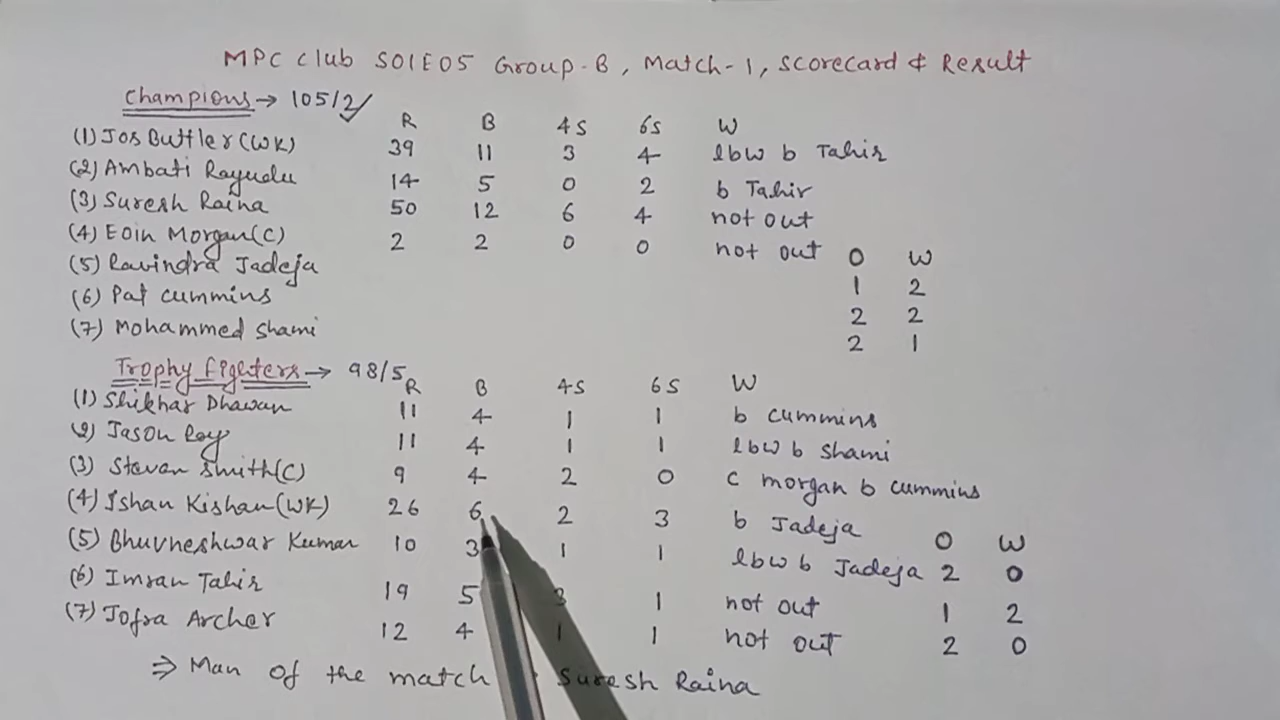 MPC Club S01E05 Group-B, Match-1, Scorecard & Result
Champions → 105/2
R B 4S 6S W
(1) Jos Buttler(WK) 39 11 3 4 lbw b Tahir
(2) Ambati Rayudu 14 5 0 2 b Tahir
(3) Suresh Raina 50 12 6 4 not out
(4) Eoin Morgan(C) 2 2 0 0 not out O W
(5) Ravindra Jadeja 1 2
(6) Pat Cummins 2 2
(7) Mohammed Shami 2 1
Trophy Fighters → 98/5
R B 4S 6S W
(1) Shikhar Dhawan 11 4 1 1 b Cummins
(2) Jason Roy 11 4 1 1 lbw b Shami
(3) Stevan Smith(C) 9 4 2 0 c morgan b cummins
(4) Ishan Kishan(WK) 26 6 2 3 b Jadeja O W
(5) Bhuvneshwar Kumar 10 3 1 1 lbw b Jadeja 2 0
(6) Imran Tahir 19 5 3 1 not out 1 2
(7) Jofra Archer 12 4 1 1 not out 2 0
⇒ Man of the match Suresh Raina